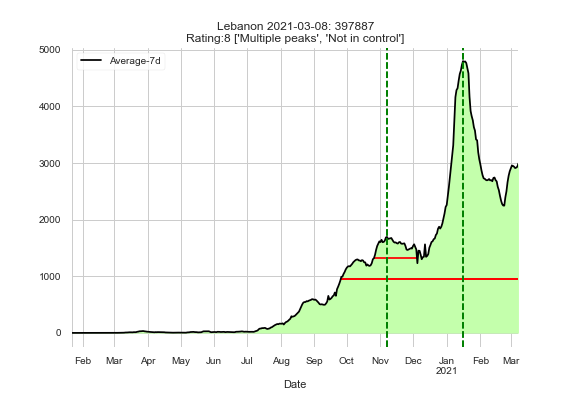 Lebanon 2021-03-08: 397887
Rating:8 ['Multiple peaks', 'Not in control']
Average-7d
5000
4000
3000
2000
1000
0
Feb Mar Apr May Jun Jul Aug Sep Oct Nov Dec Jan Feb Mar
2021
Date